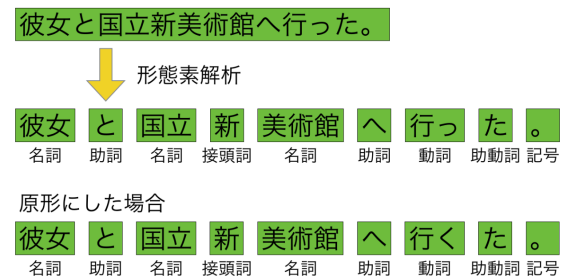 彼女と国立新美術館へ行った。
形態素解析
彼女 と 国立 新 美術館 へ 行っ た 。
名詞 助詞 名詞 接頭詞 名詞 助詞 動詞 助動詞 記号
原形にした場合
彼女 と 国立 新 美術館 へ 行く た 。
名詞 助詞 名詞 接頭詞 名詞 助詞 動詞 助動詞 記号